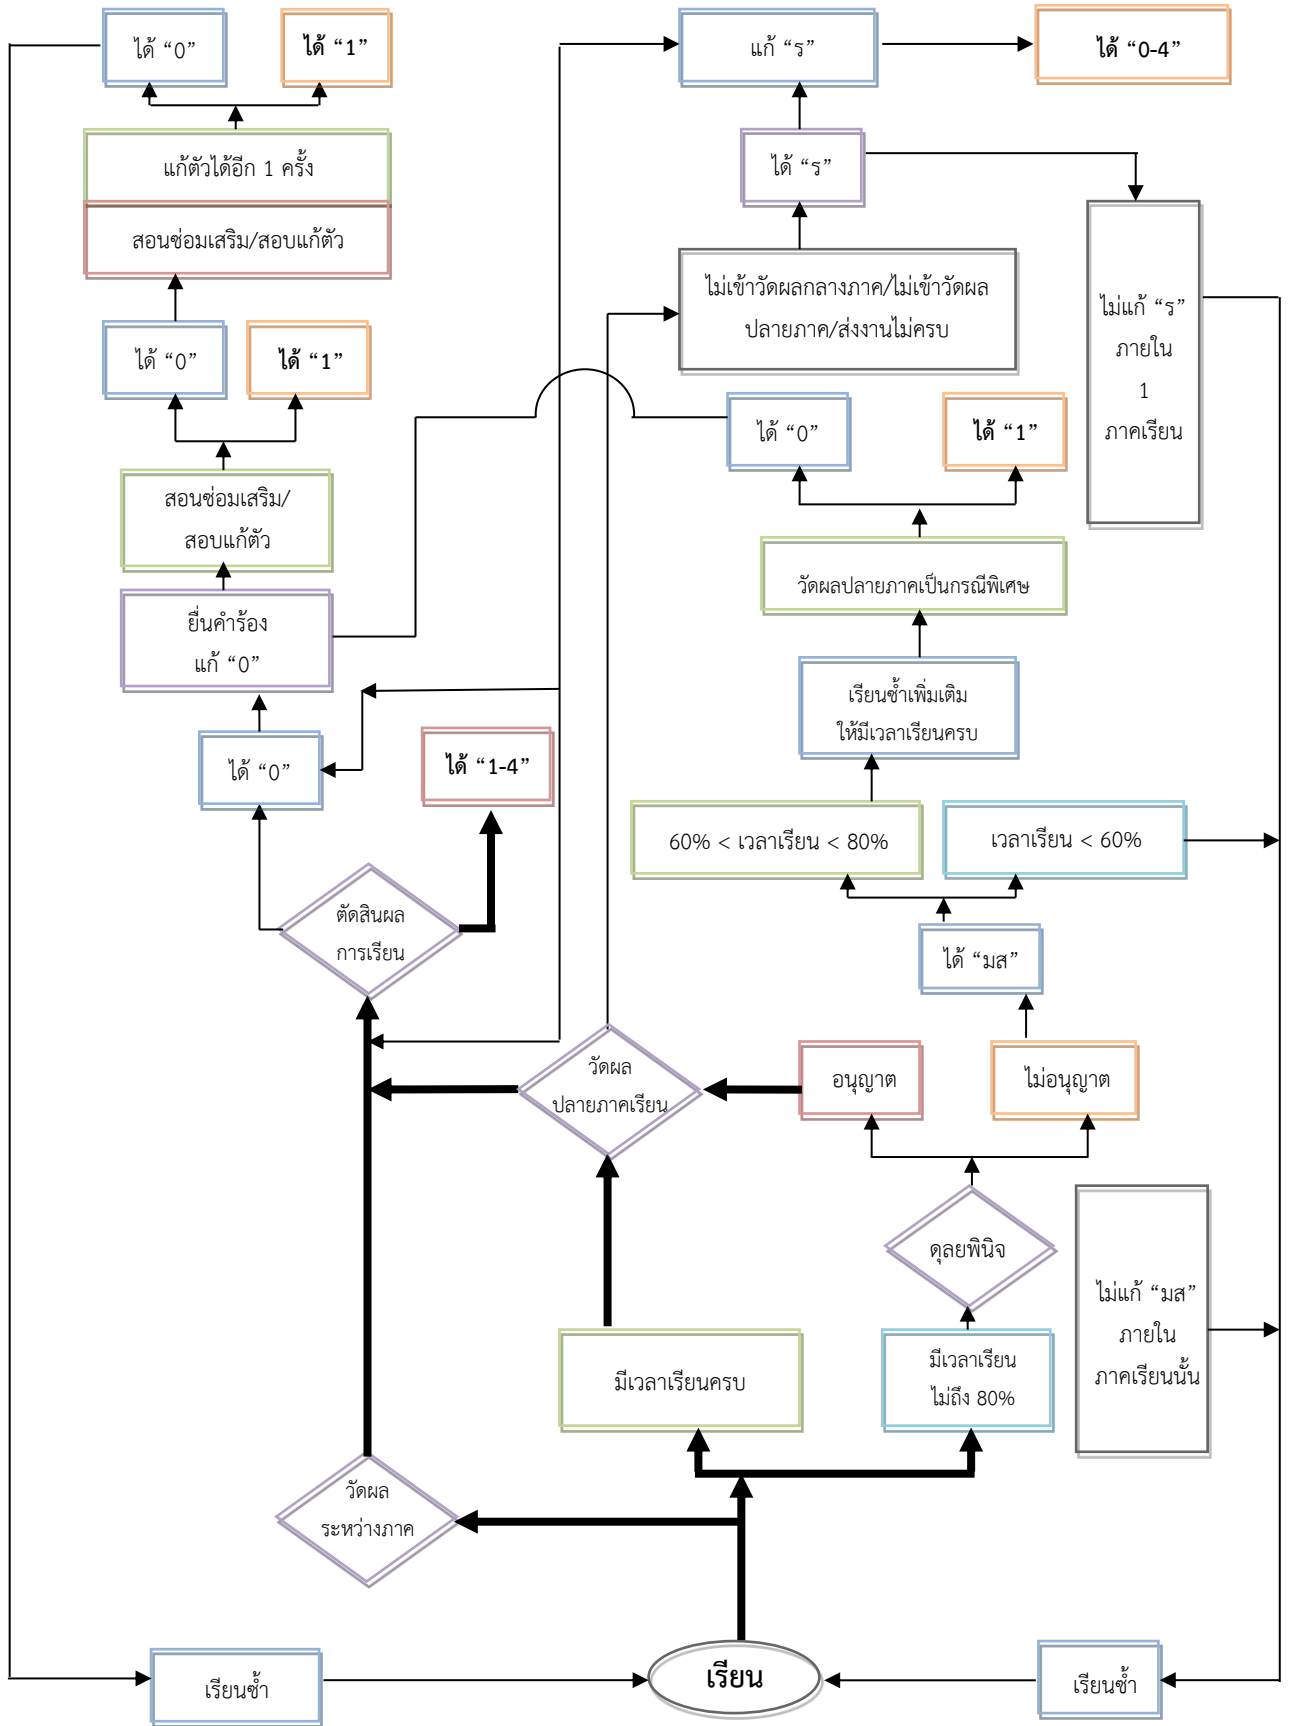 ได้ “0”
ได้ “1”
แก้ “ร”
ได้ “0-4”
แก้ตัวได้อีก 1 ครั้ง
ได้ “ร”
สอนซ่อมเสริม/สอบแก้ตัว
ไม่เข้าวัดผลกลางภาค/ไม่เข้าวัดผล
ปลายภาค/ส่งงานไม่ครบ
ไม่แก้ “ร”
ภายใน
1
ภาคเรียน
ได้ “0”
ได้ “1”
ได้ “0”
ได้ “1”
สอนซ่อมเสริม/
สอบแก้ตัว
วัดผลปลายภาคเป็นกรณีพิเศษ
ยื่นคำร้อง
แก้ “0”
เรียนซ้ำเพิ่มเติม
ให้มีเวลาเรียนครบ
ได้ “0”
ได้ “1-4”
60% < เวลาเรียน < 80%
เวลาเรียน < 60%
ตัดสินผล
การเรียน
ได้ “มส”
วัดผล
ปลายภาคเรียน
อนุญาต
ไม่อนุญาต
ดุลยพินิจ
ไม่แก้ “มส”
ภายใน
ภาคเรียนนั้น
มีเวลาเรียนครบ
มีเวลาเรียน
ไม่ถึง 80%
วัดผล
ระหว่างภาค
เรียนซ้ำ
เรียน
เรียนซ้ำ